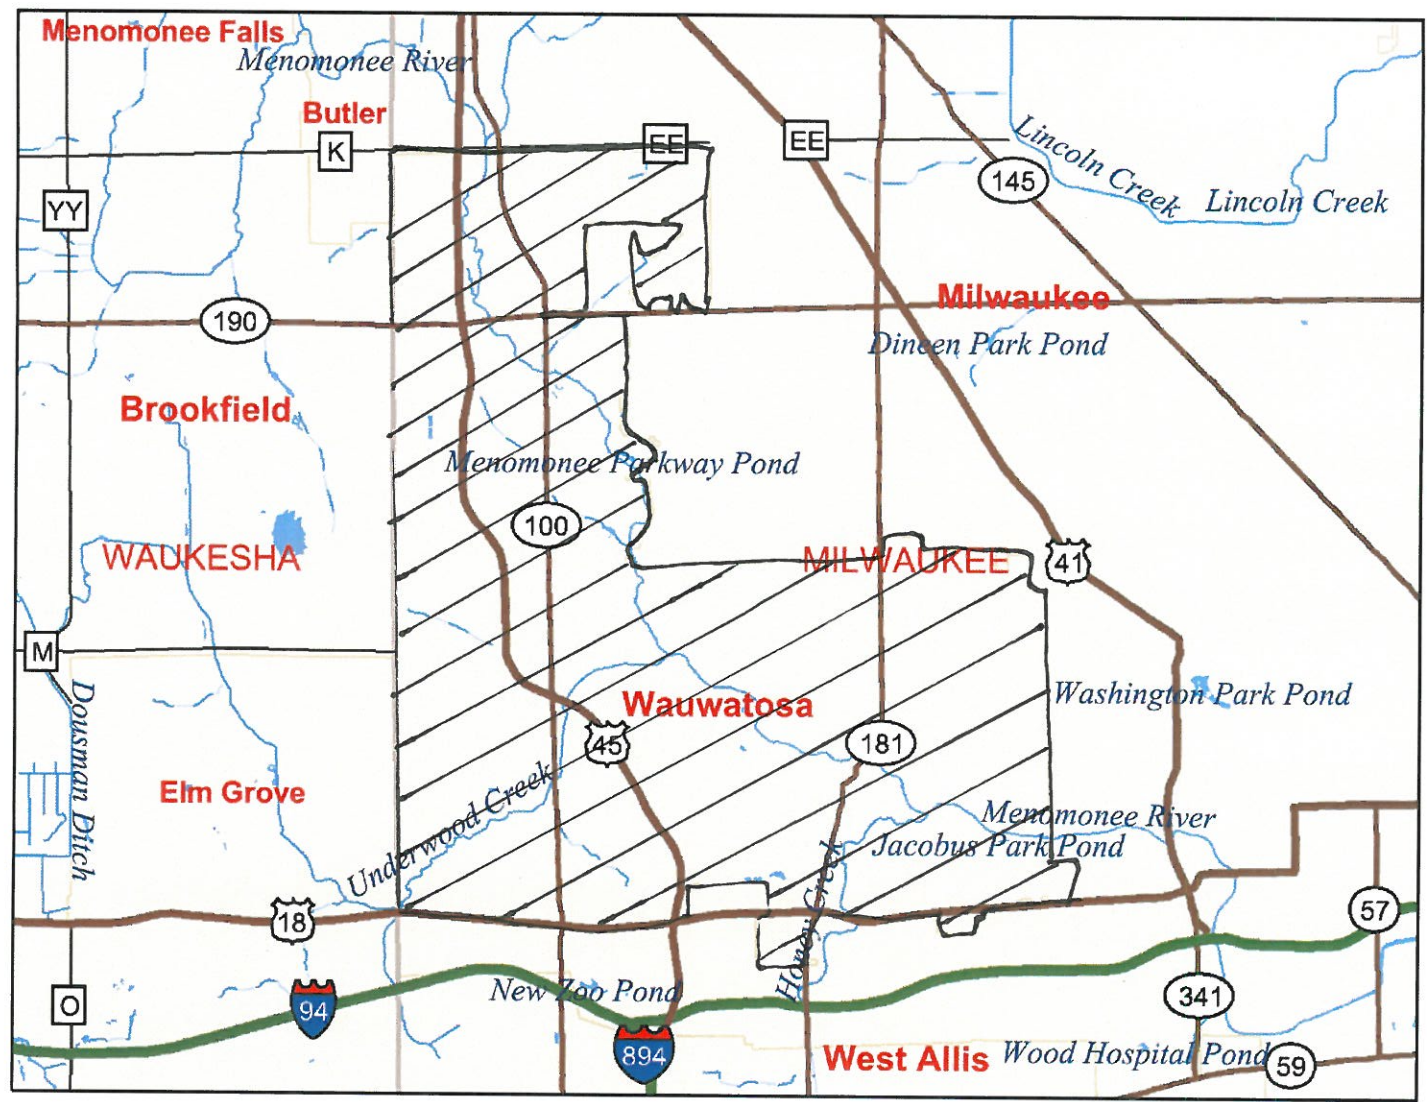 Menomonee Falls
Menomonee River
Butler
K
EE
EE
145
Lincoln Creek
Lincoln Creek
YY
190
Milwaukee
Dineen Park Pond
Brookfield
Menomonee Parkway Pond
100
WAUKESHA
MILWAUKEE
41
M
Dousman Ditch
Wauwatosa
Washington Park Pond
45
181
Elm Grove
Underwood Creek
Menomonee River
Jacobus Park Pond
Honey Creek
18
57
New Zoo Pond
94
O
341
894
West Allis
Wood Hospital Pond
59